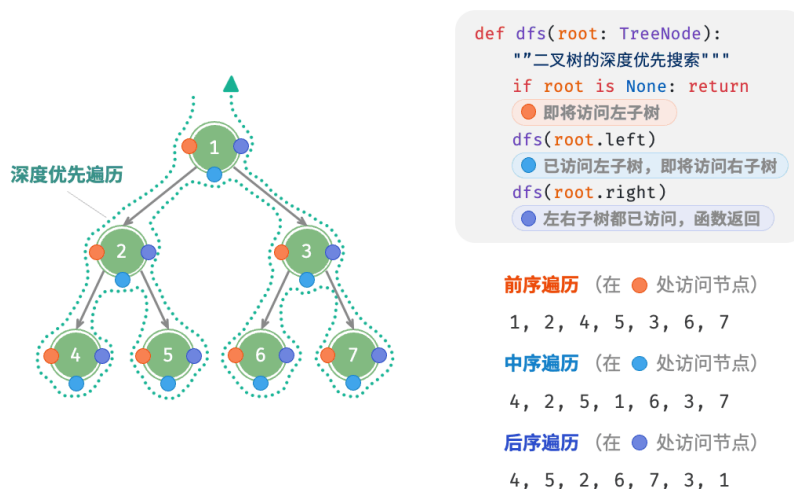 def dfs(root: TreeNode):
"”二叉树的深度优先搜索"""
if root is None: return
即将访问左子树
dfs(root.left)
已访问左子树，即将访问右子树
dfs(root.right)
左右子树都已访问，函数返回
深度优先遍历
1
2
3
4
5
6
7
前序遍历 （在 处访问节点）
1, 2, 4, 5, 3, 6, 7
中序遍历 （在 处访问节点）
4, 2, 5, 1, 6, 3, 7
后序遍历 （在 处访问节点）
4, 5, 2, 6, 7, 3, 1